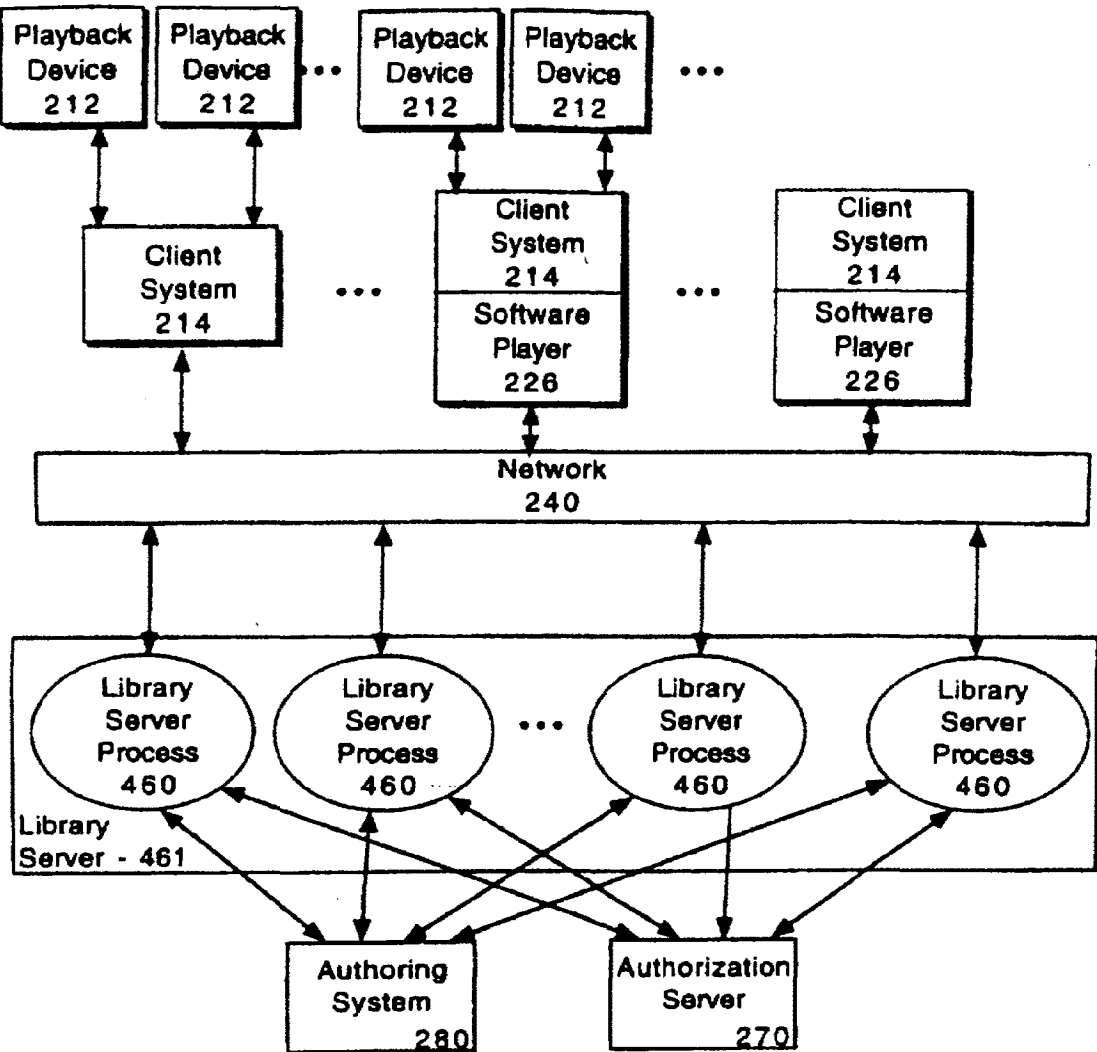 Playback
Device
212
Playback
Device
212
Playback
Device
212
Playback
Device
212
Client
System
214
Client
System
214
Software
Player
226
Client
System
214
Software
Player
226
Network
240
Library
Server
Process
460
Library
Server
Process
460
Library
Server
Process
460
Library
Server
Process
460
Library
Server - 461
Authoring
System
280
Authorization
Server
270